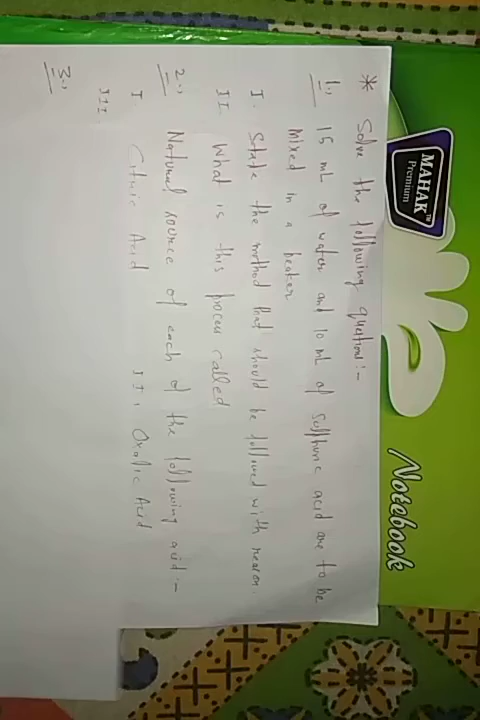 MAHAK™
Premium
Notebook
* Solve the following question:-
1., 15 mL of water and 10 mL of Sulphuric acid are to be
mixed in a beaker
I. State the method that should be followed with reason.
II. What is this process called
2., Natural source of each of the following acid:-
I. Citric Acid II. Oxalic Acid
III
3.,